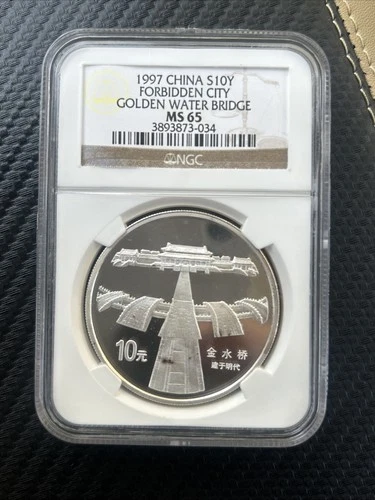 1997 CHINA S10Y
FORBIDDEN CITY
GOLDEN WATER BRIDGE
MS 65
3893873-034
NGC
10元
金水桥
建于明代